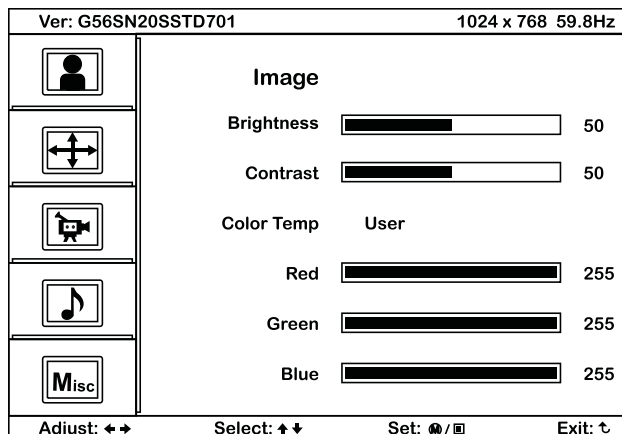 Ver: G56SN20SSTD701 1024 x 768 59.8Hz
Image
Brightness 50
Contrast 50
Color Temp User
Red 255
Green 255
Blue 255
Misc
Adjust: Select: Set: M/ Exit: